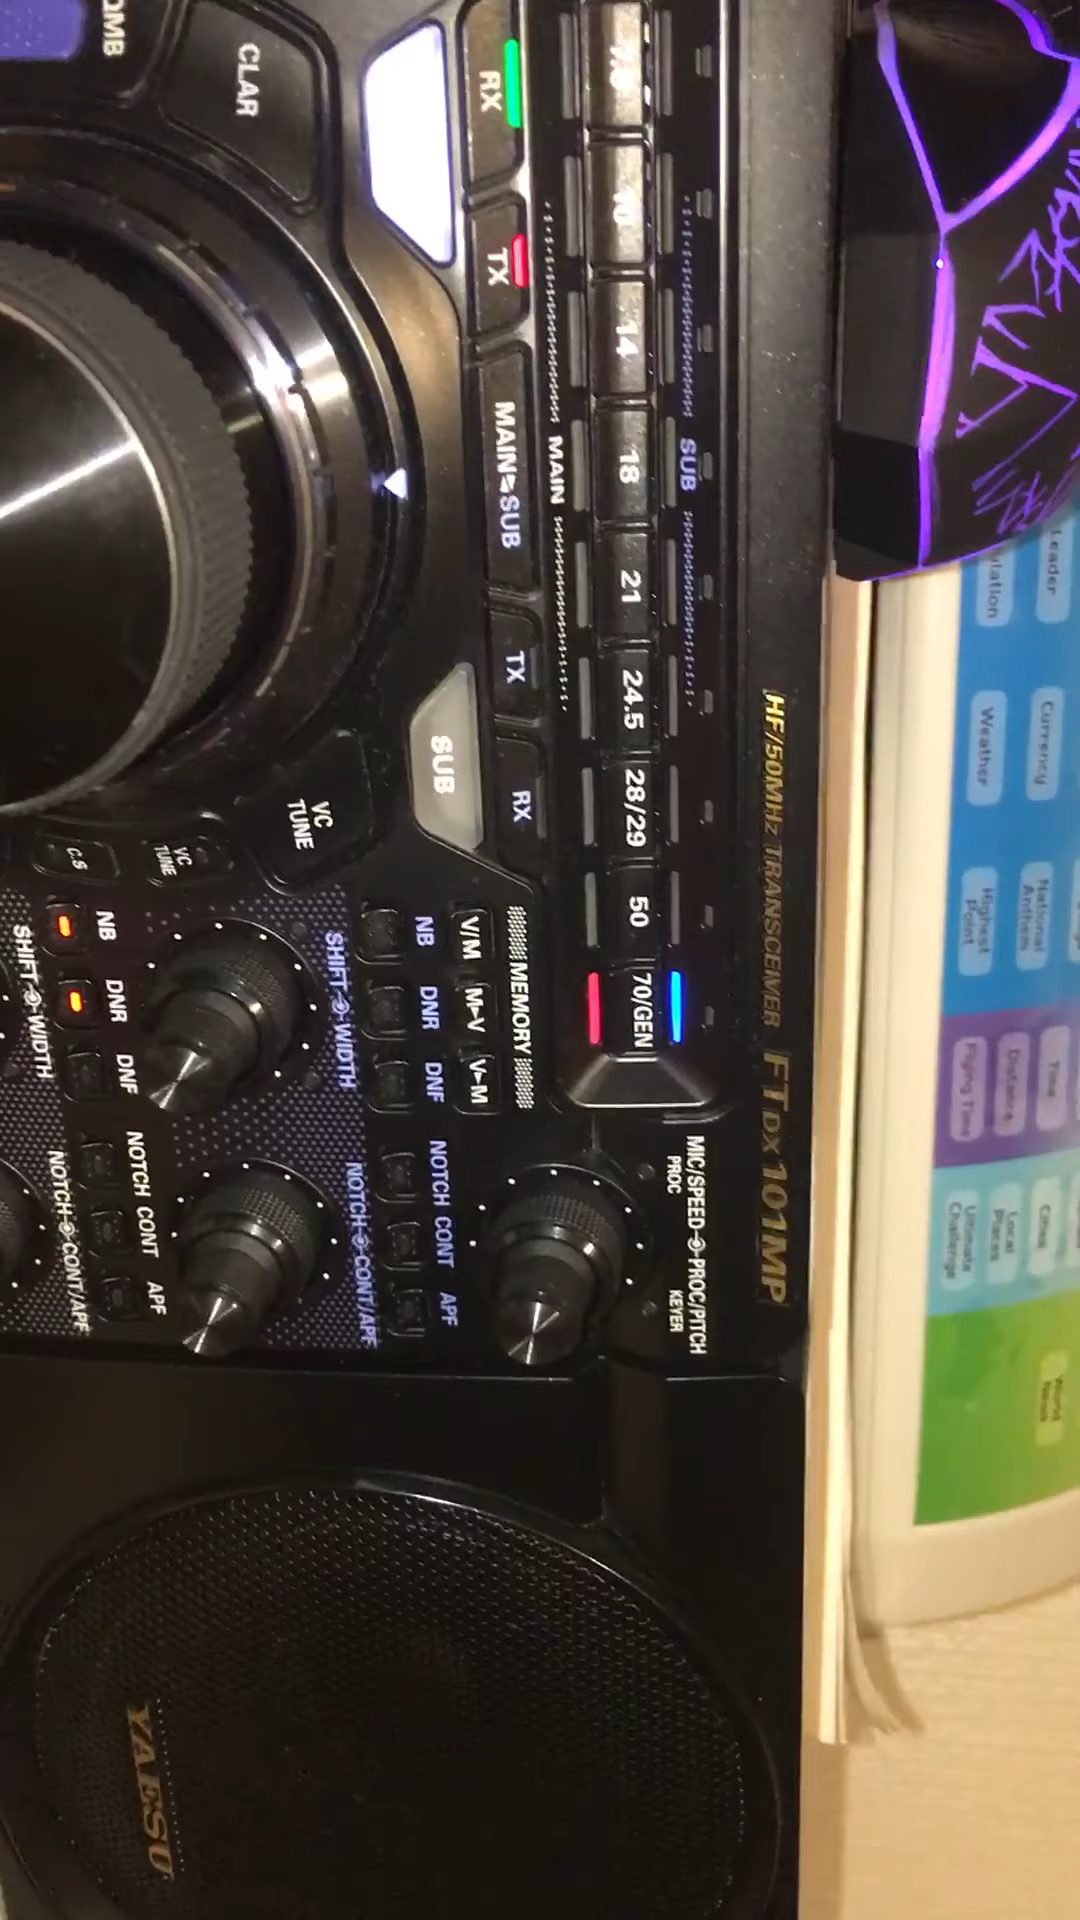 QMB
CLAR
RX
TX
MAIN SUB
TX
RX
SUB
VC
TUNE
VC
TUNE
C.S
MAIN
SUB
14
18
21
24.5
28/29
50
70/GEN
HF/50MHz TRANSCEIVER FTDX101MP
MEMORY
V/M M▸V V▸M
NB DNR DNF
SHIFT WIDTH
NOTCH CONT APF
NOTCH CONT/APF
NB DNR DNF
SHIFT WIDTH
NOTCH CONT APF
NOTCH CONT/APF
MIC/SPEED PROC/PITCH
PROC KEYER
YAESU
Leader
Currency
Weather
National
Anthem
Highest
Point
Time
Distance
Flying Time
Cities
Local
Places
Ultimate
Challenge
World
News